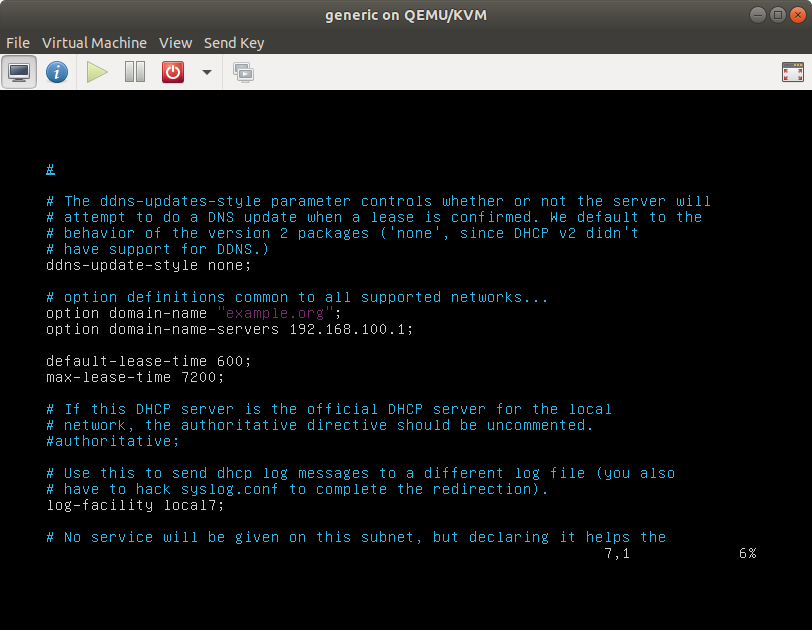 generic on QEMU/KVM
File Virtual Machine View Send Key
#
# The ddns-updates-style parameter controls whether or not the server will
# attempt to do a DNS update when a lease is confirmed. We default to the
# behavior of the version 2 packages ('none', since DHCP v2 didn't
# have support for DDNS.)
ddns-update-style none;
# option definitions common to all supported networks...
option domain-name "example.org";
option domain-name-servers 192.168.100.1;
default-lease-time 600;
max-lease-time 7200;
# If this DHCP server is the official DHCP server for the local
# network, the authoritative directive should be uncommented.
#authoritative;
# Use this to send dhcp log messages to a different log file (you also
# have to hack syslog.conf to complete the redirection).
log-facility local7;
# No service will be given on this subnet, but declaring it helps the
7,1 6%